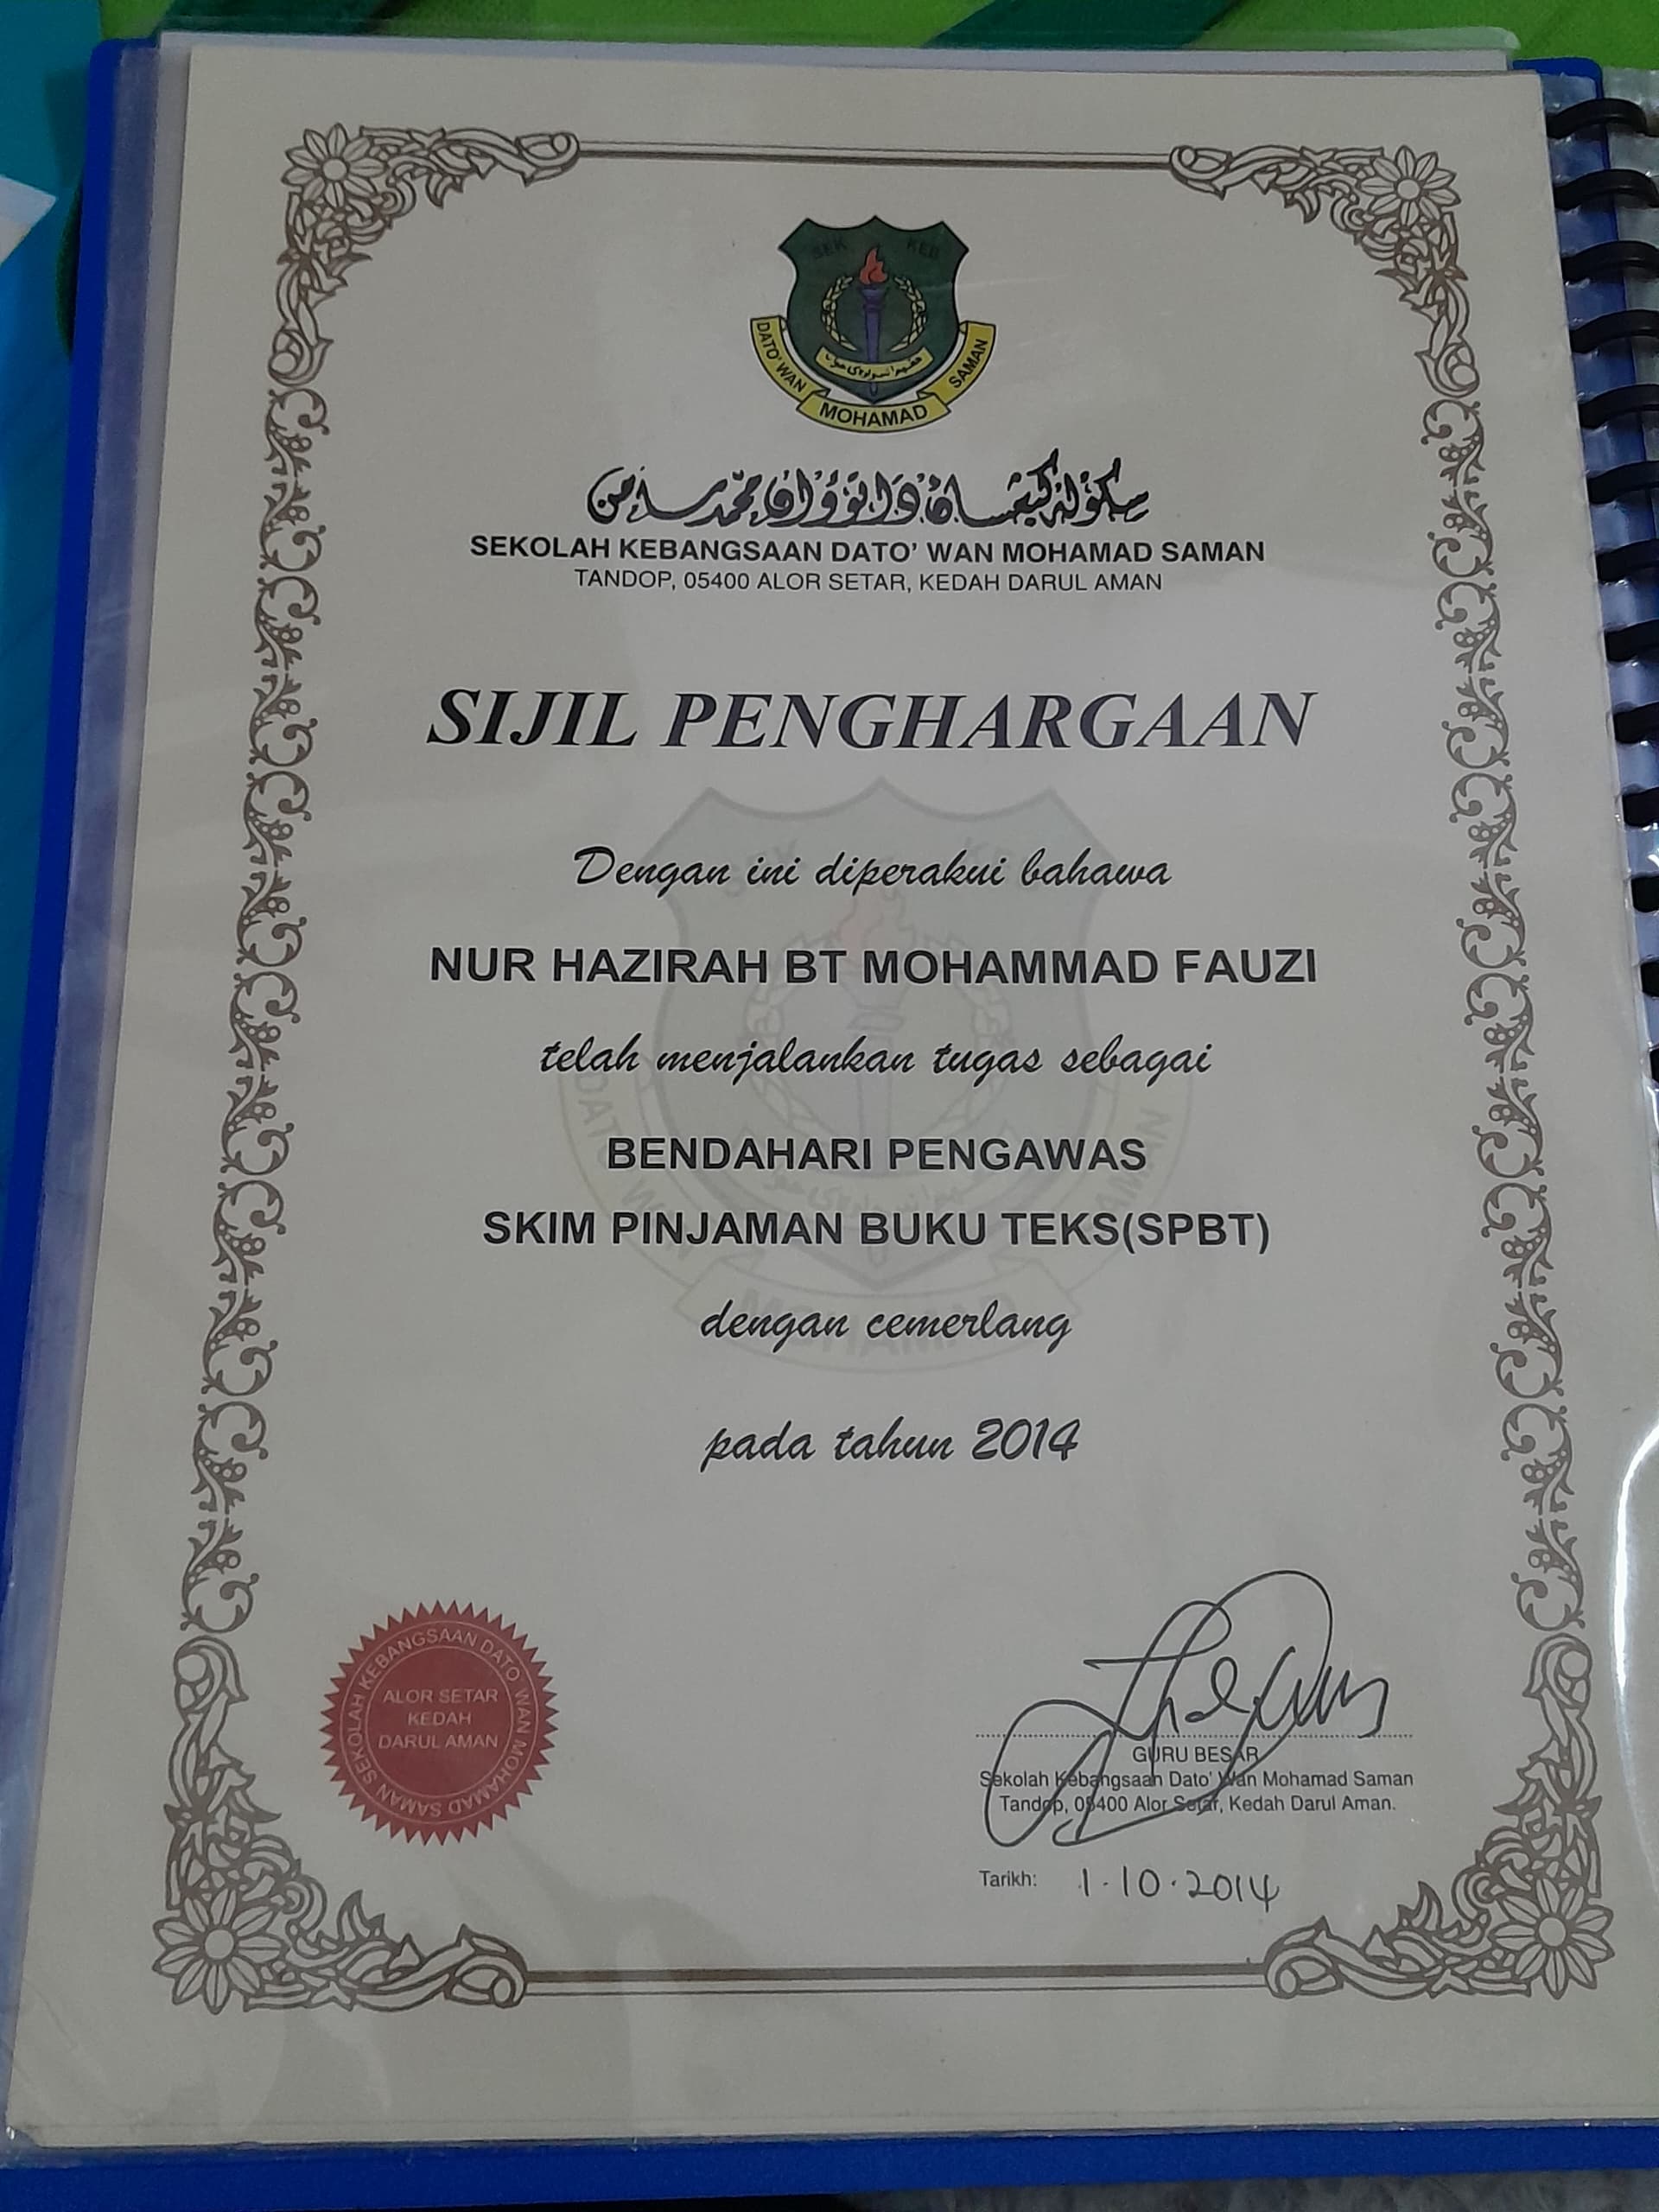 SEK KEB
DATO' WAN MOHAMAD SAMAN
سكوله كبڠساءن داتؤ وان محمد سامن
SEKOLAH KEBANGSAAN DATO' WAN MOHAMAD SAMAN
TANDOP, 05400 ALOR SETAR, KEDAH DARUL AMAN
SIJIL PENGHARGAAN
Dengan ini diperakui bahawa
NUR HAZIRAH BT MOHAMMAD FAUZI
telah menjalankan tugas sebagai
BENDAHARI PENGAWAS
SKIM PINJAMAN BUKU TEKS(SPBT)
dengan cemerlang
pada tahun 2014
SEKOLAH KEBANGSAAN DATO' WAN MOHAMAD SAMAN
ALOR SETAR
KEDAH
DARUL AMAN
GURU BESAR
Sekolah Kebangsaan Dato' Wan Mohamad Saman
Tandop, 05400 Alor Setar, Kedah Darul Aman.
Tarikh: 1.10.2014